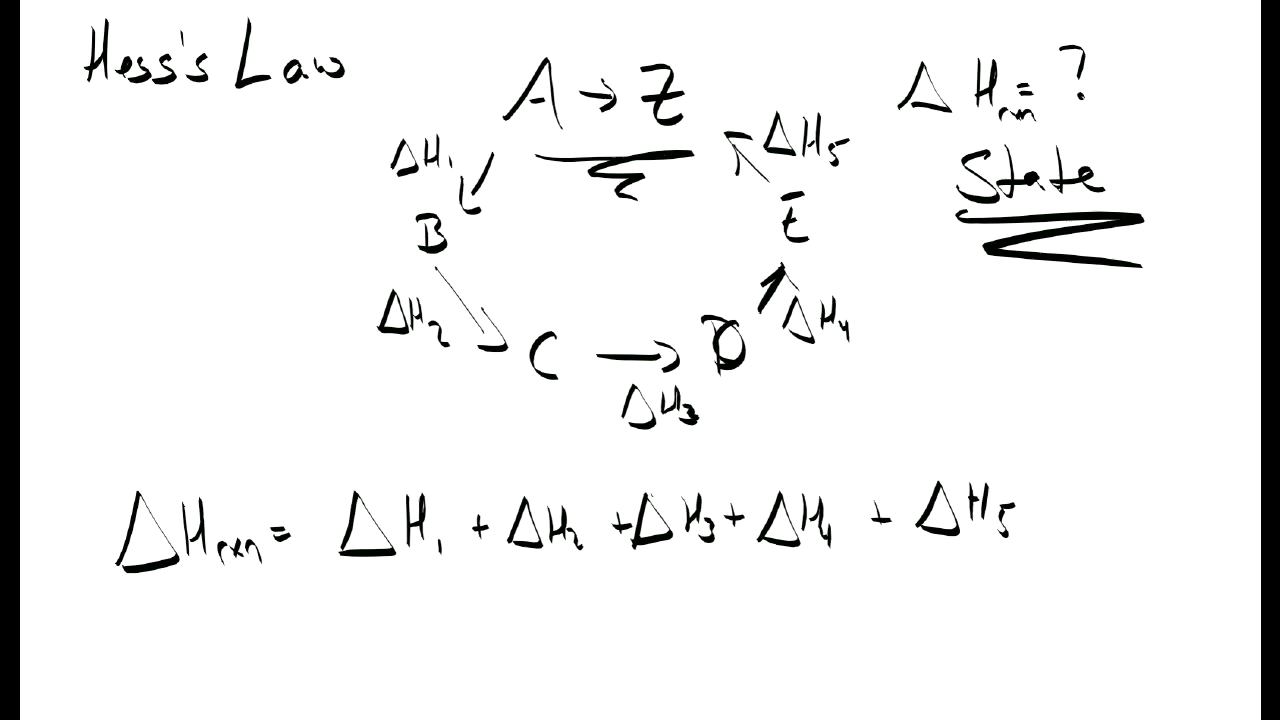 Hess's Law
A → Z
ΔHrxn = ?
State
ΔH1
ΔH5
B
E
ΔH2
ΔH4
C → D
ΔH3
ΔHrxn = ΔH1 + ΔH2 + ΔH3 + ΔH4 + ΔH5